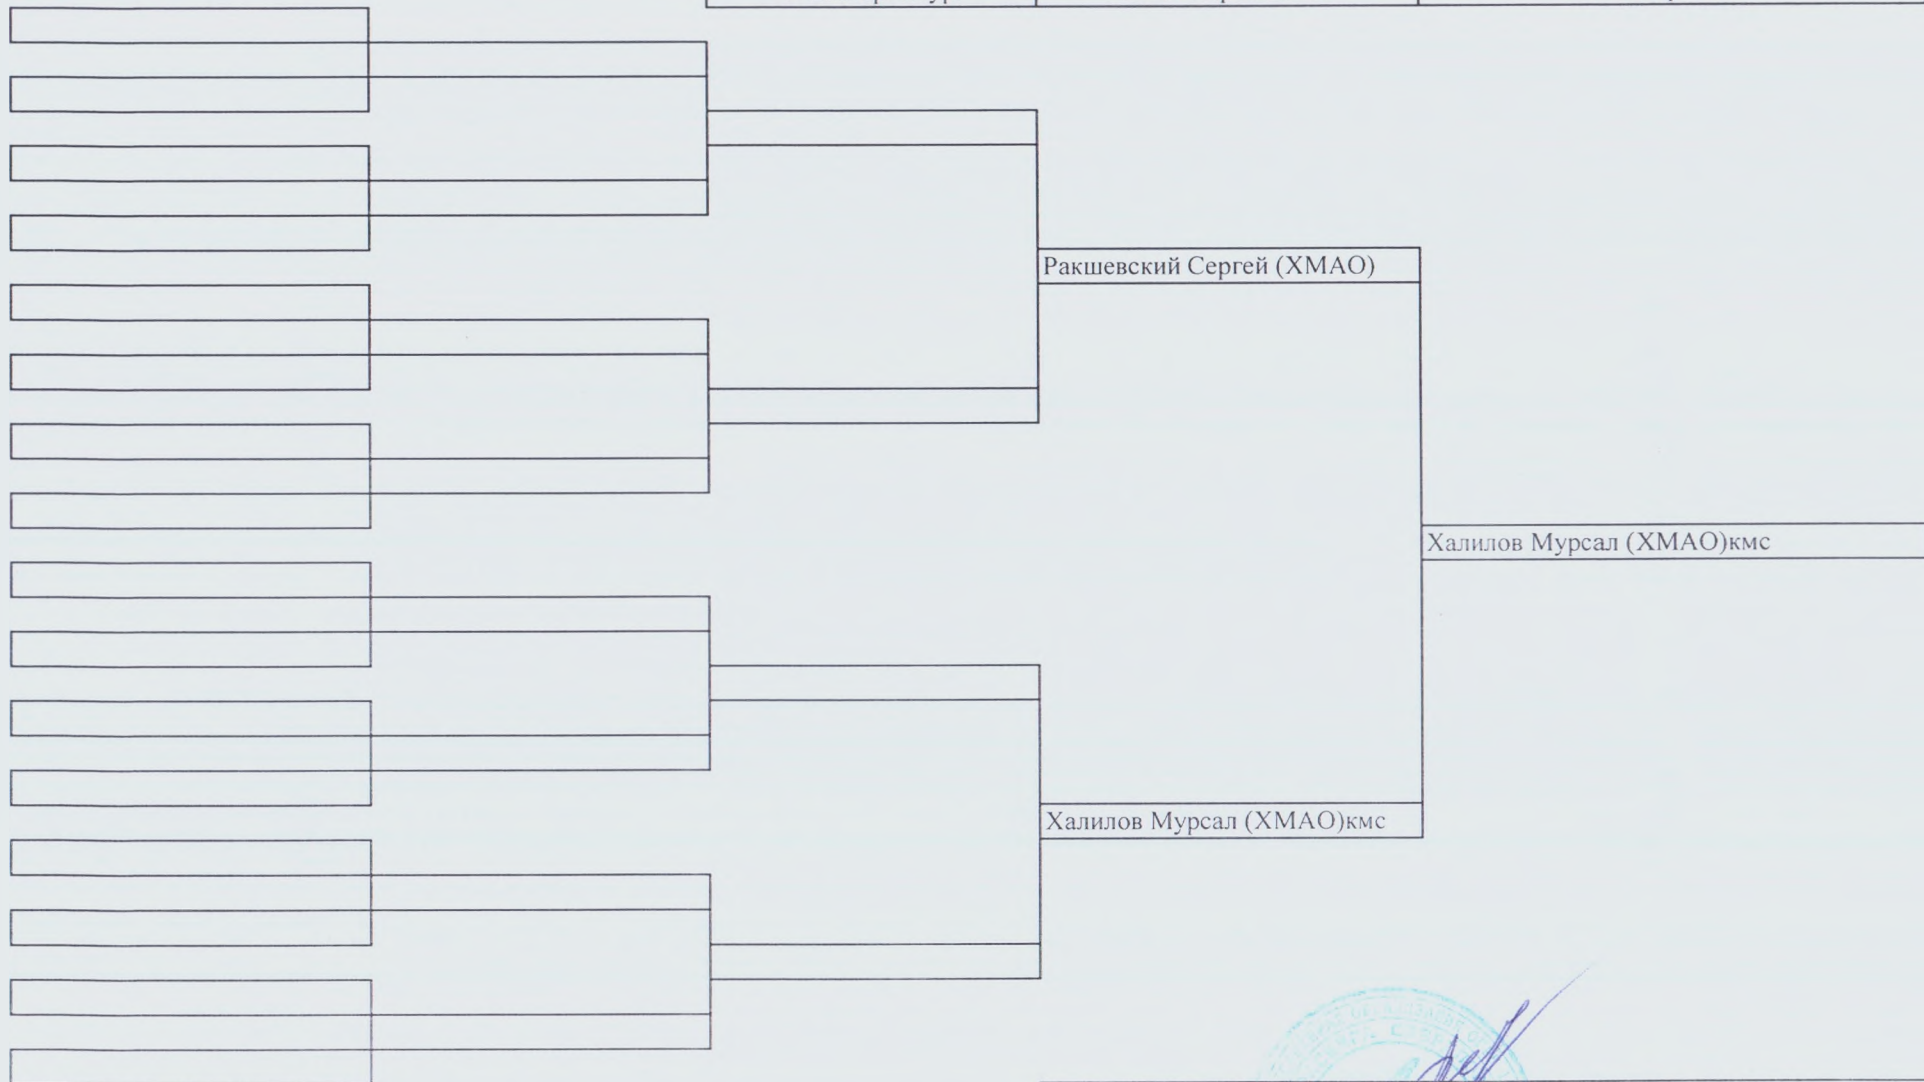 Ракшевский Сергей (ХМАО)
Халилов Мурсал (ХМАО)кмс
Халилов Мурсал (ХМАО)кмс